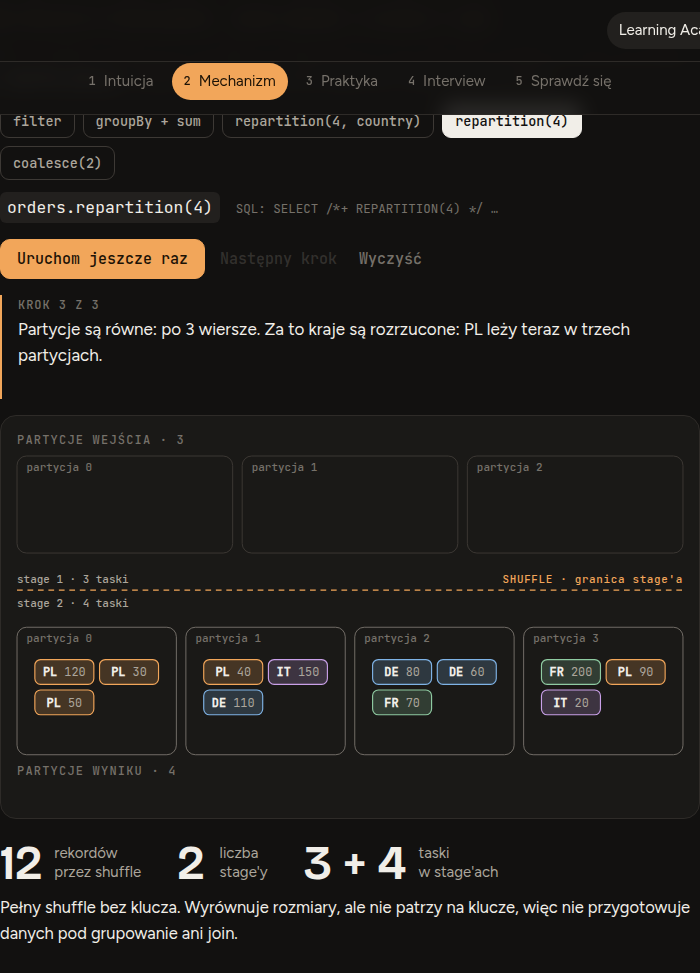 Learning Aca
1 Intuicja 2 Mechanizm 3 Praktyka 4 Interview 5 Sprawdź się
filter groupBy + sum repartition(4, country) repartition(4)
coalesce(2)
orders.repartition(4) SQL: SELECT /*+ REPARTITION(4) */ …
Uruchom jeszcze raz Następny krok Wyczyść
KROK 3 Z 3
Partycje są równe: po 3 wiersze. Za to kraje są rozrzucone: PL leży teraz w trzech
partycjach.
PARTYCJE WEJŚCIA · 3
partycja 0 partycja 1 partycja 2
stage 1 · 3 taski SHUFFLE · granica stage'a
stage 2 · 4 taski
partycja 0 partycja 1 partycja 2 partycja 3
PL 120 PL 30 PL 40 IT 150 DE 80 DE 60 FR 200 PL 90
PL 50 DE 110 FR 70 IT 20
PARTYCJE WYNIKU · 4
12 rekordów przez shuffle 2 liczba stage'y 3 + 4 taski w stage'ach
Pełny shuffle bez klucza. Wyrównuje rozmiary, ale nie patrzy na klucze, więc nie przygotowuje
danych pod grupowanie ani join.